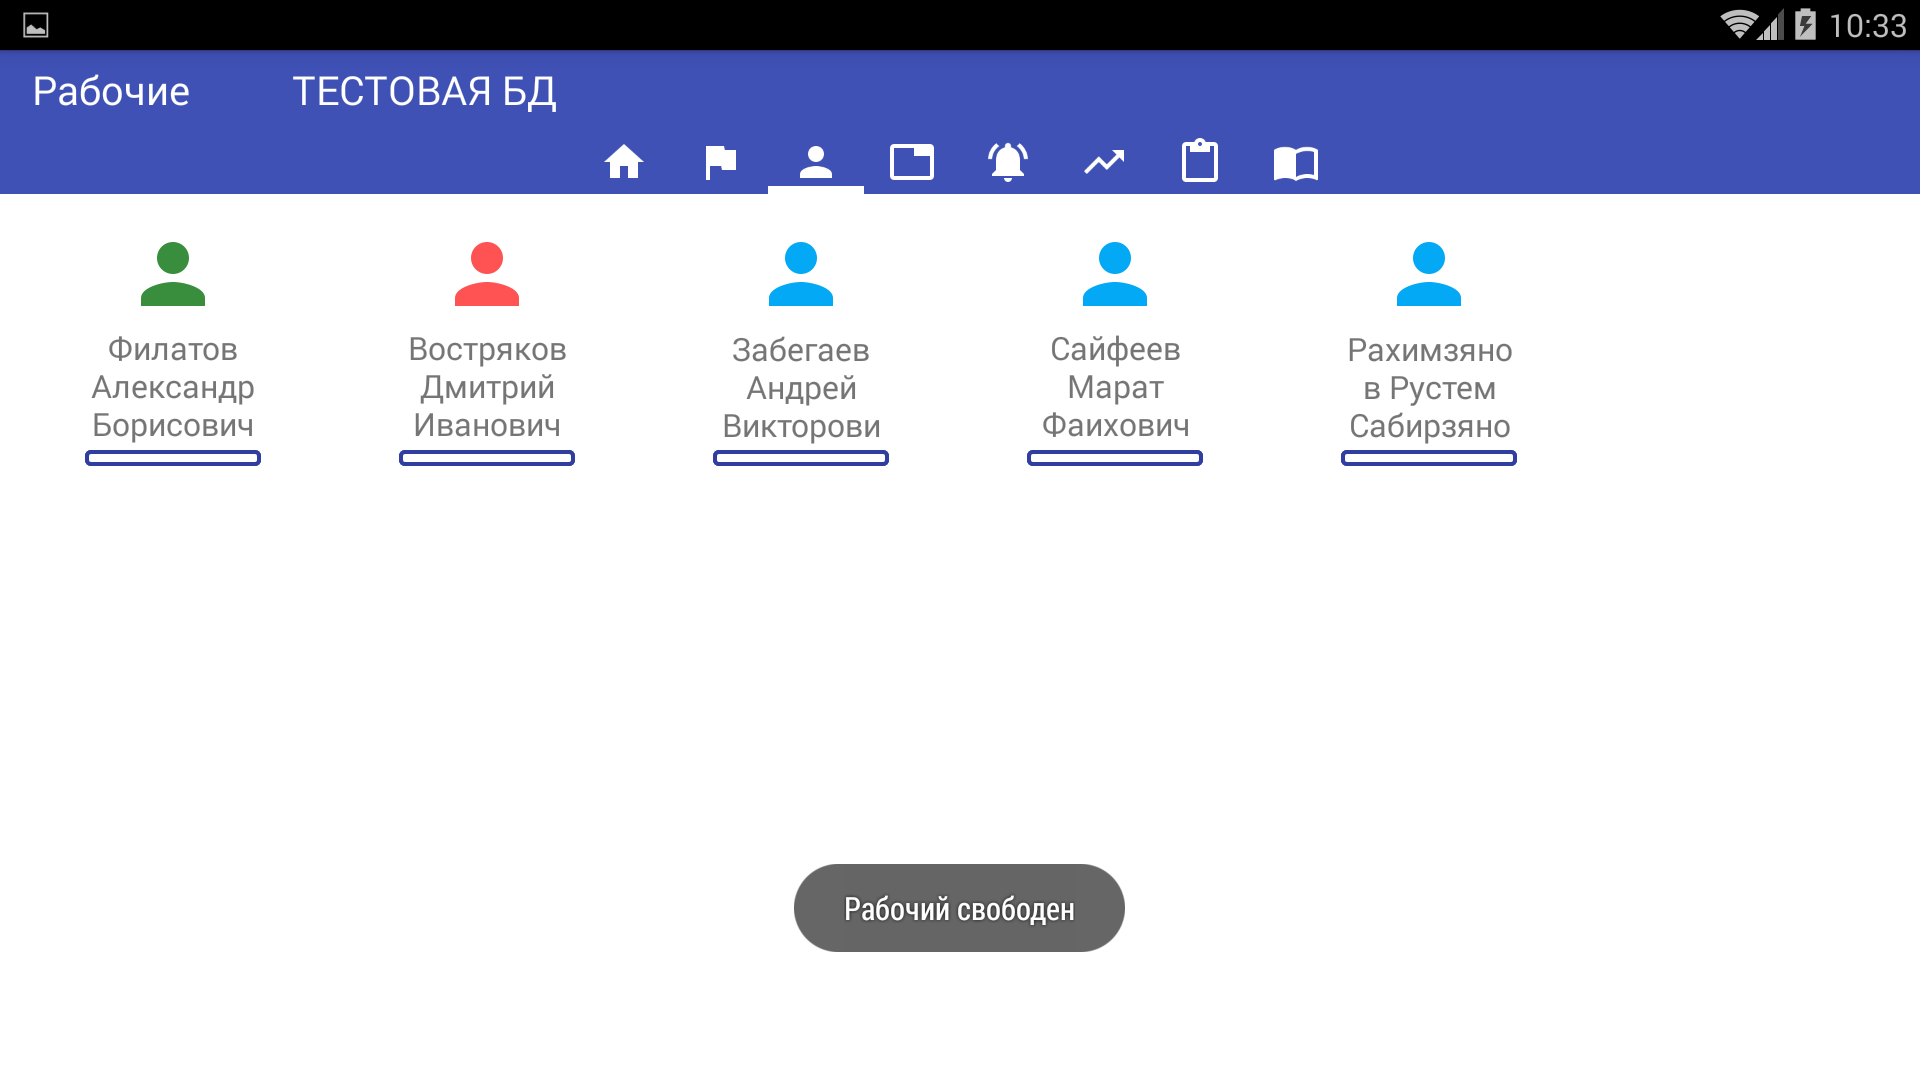 10:33
Рабочие ТЕСТОВАЯ БД
Филатов
Александр
Борисович
Востряков
Дмитрий
Иванович
Забегаев
Андрей
Викторови
Сайфеев
Марат
Фаихович
Рахимзяно
в Рустем
Сабирзяно
Рабочий свободен